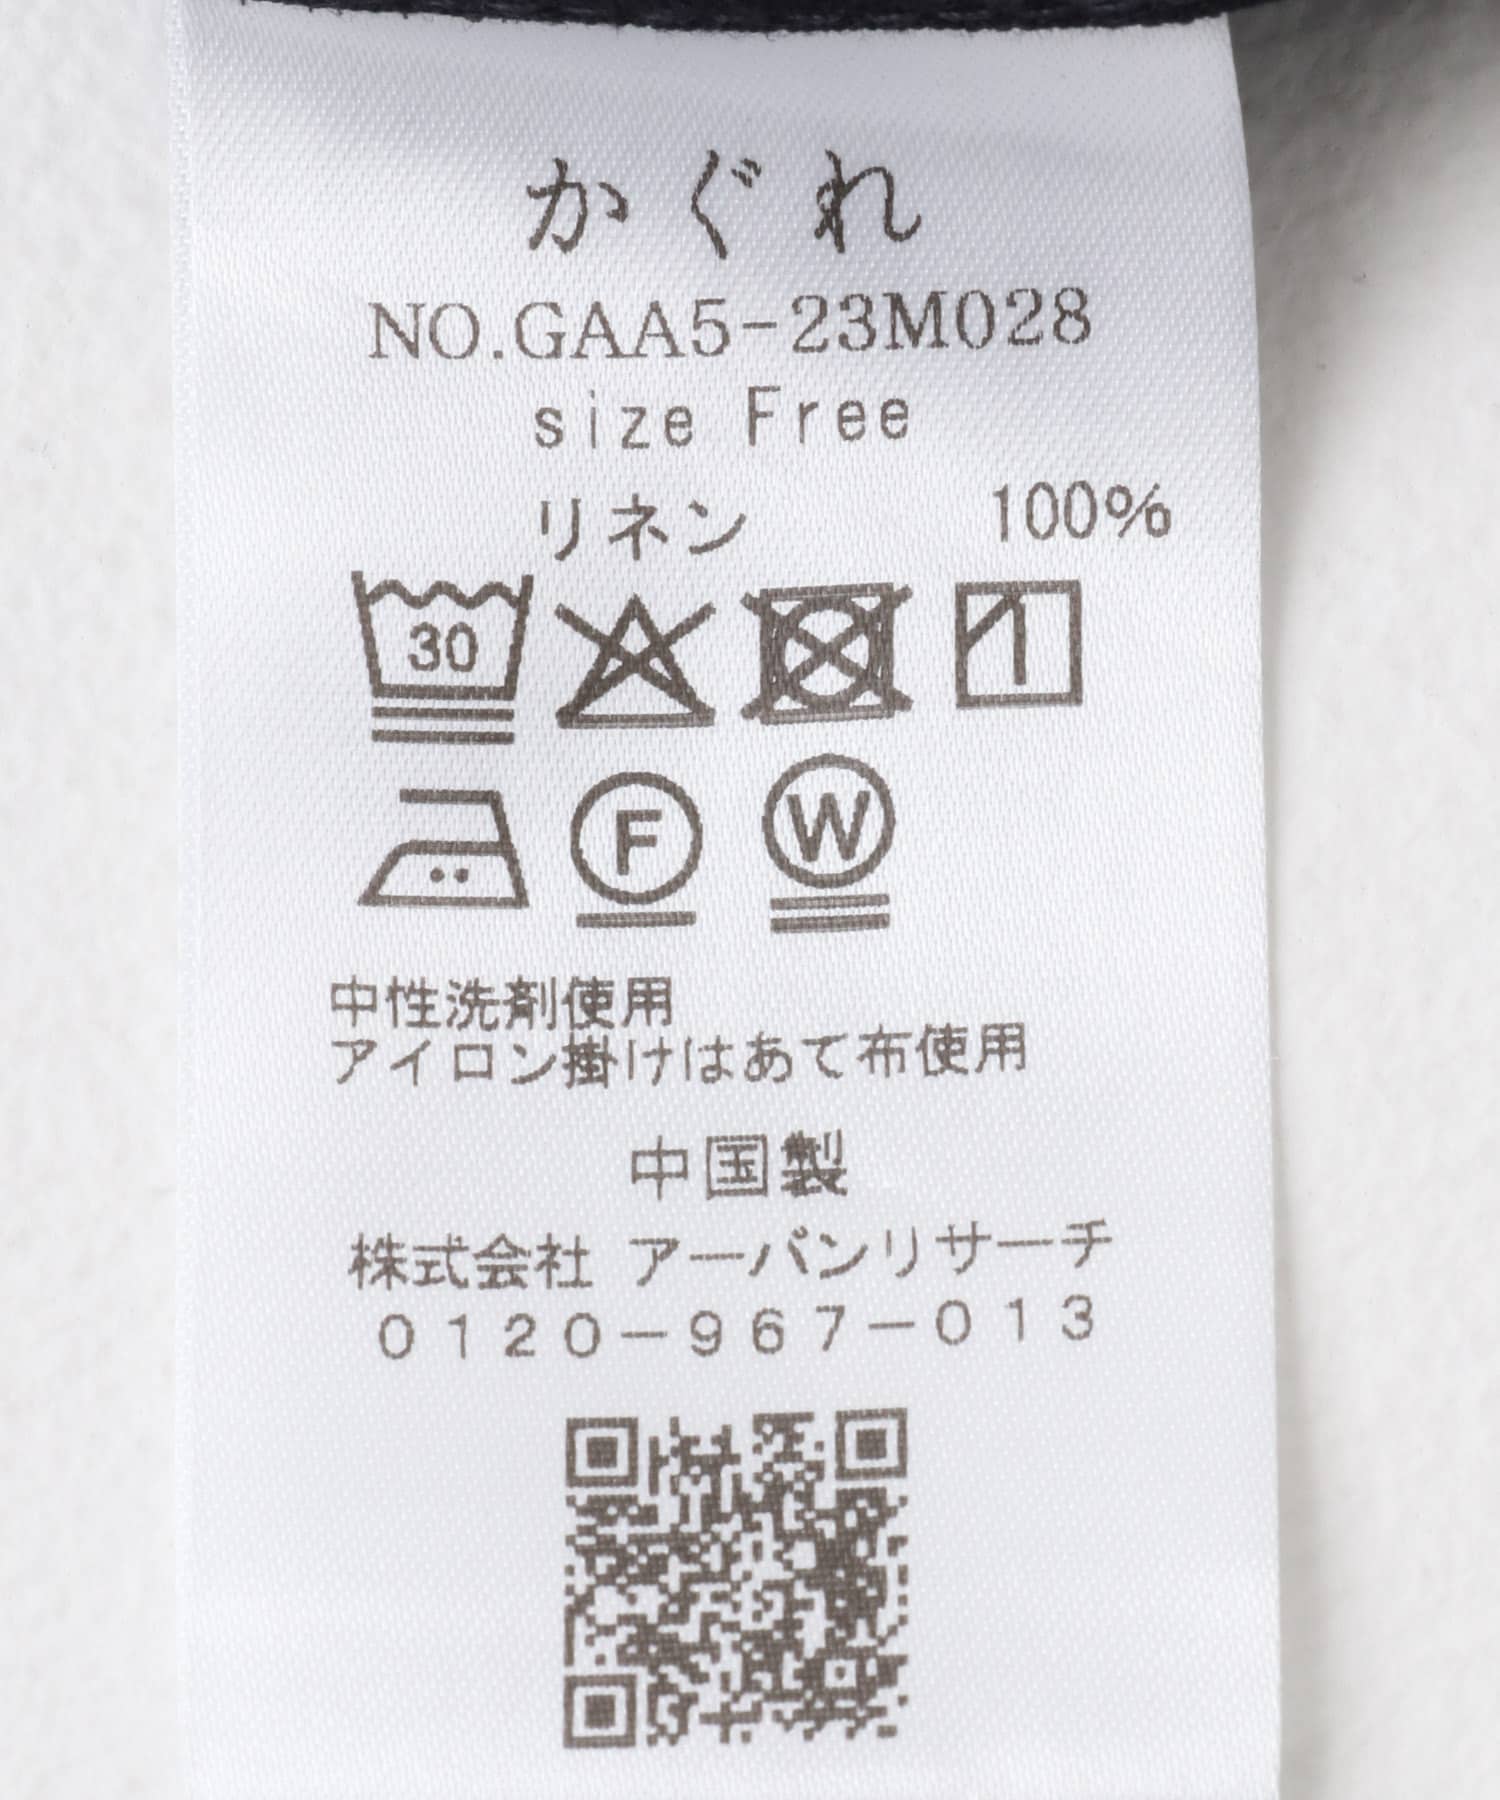 かぐれ
NO.GAA5-23M028
size Free
リネン 100%
30
F W
中性洗剤使用
アイロン掛けはあて布使用
中国製
株式会社 アーバンリサーチ
0120-967-013